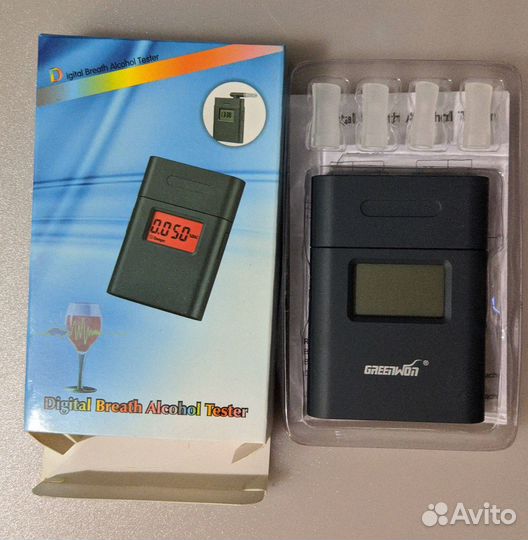 Digital Breath Alcohol Tester
0.050
Digital Breath Alcohol Tester
GREENWON ®
Avito